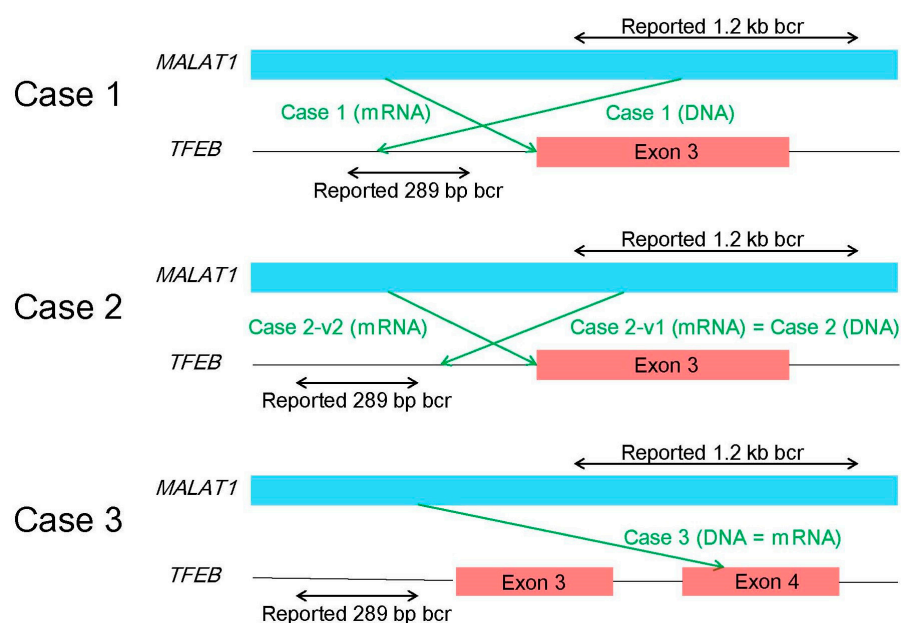 Reported 1.2 kb bcr
MALAT1
Case 1
Case 1 (mRNA)
Case 1 (DNA)
TFEB
Exon 3
Reported 289 bp bcr
Reported 1.2 kb bcr
MALAT1
Case 2
Case 2-v2 (mRNA)
Case 2-v1 (mRNA) = Case 2 (DNA)
TFEB
Exon 3
Reported 289 bp bcr
Reported 1.2 kb bcr
MALAT1
Case 3
Case 3 (DNA = mRNA)
TFEB
Exon 3
Exon 4
Reported 289 bp bcr